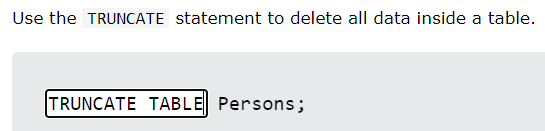 Use the TRUNCATE statement to delete all data inside a table.
TRUNCATE TABLE Persons;